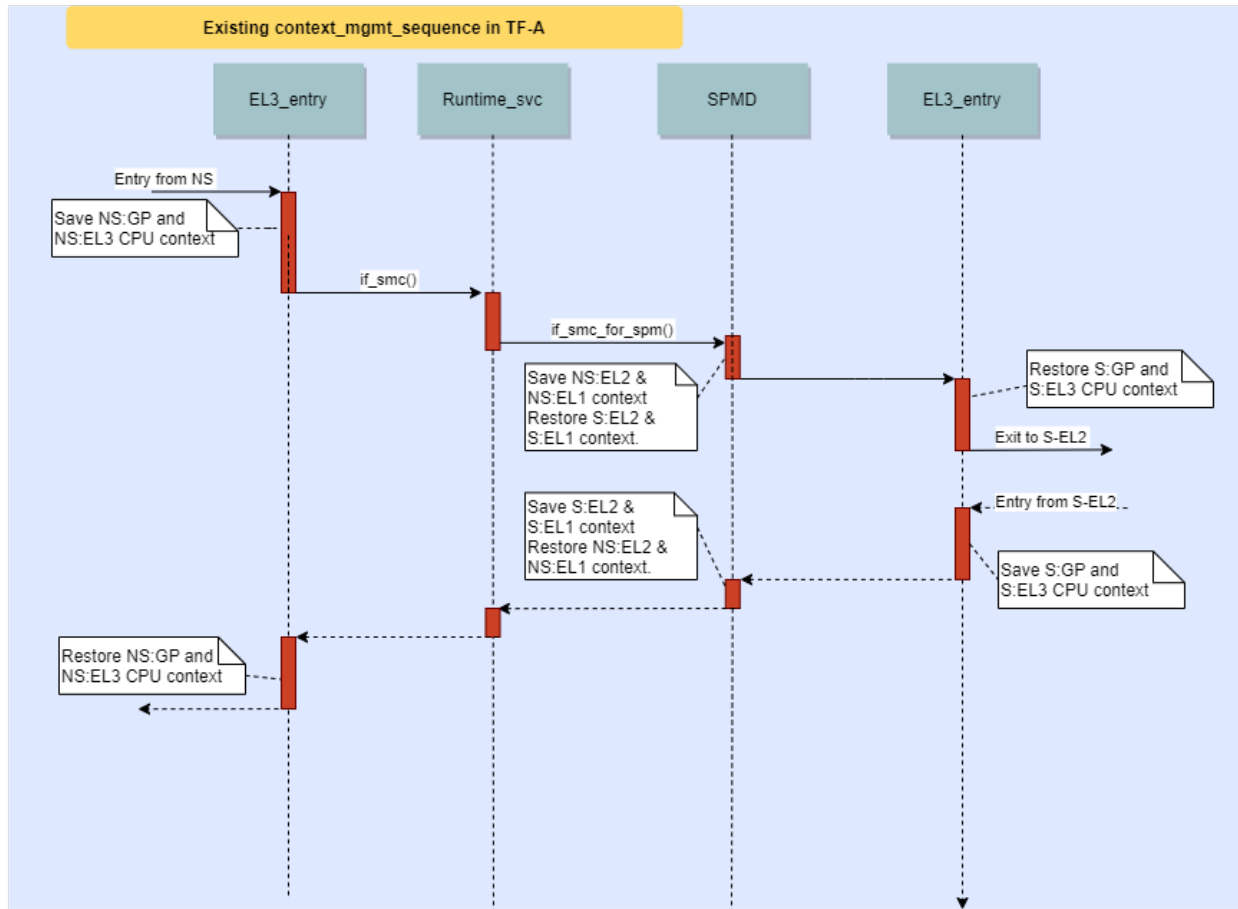 Existing context_mgmt_sequence in TF-A
EL3_entry
Runtime_svc
SPMD
EL3_entry
Entry from NS
Save NS:GP and
NS:EL3 CPU context
if_smc()
if_smc_for_spm()
Save NS:EL2 &
NS:EL1 context
Restore S:EL2 &
S:EL1 context.
Restore S:GP and
S:EL3 CPU context
Exit to S-EL2
Save S:EL2 &
S:EL1 context
Restore NS:EL2 &
NS:EL1 context.
Entry from S-EL2
Save S:GP and
S:EL3 CPU context
Restore NS:GP and
NS:EL3 CPU context